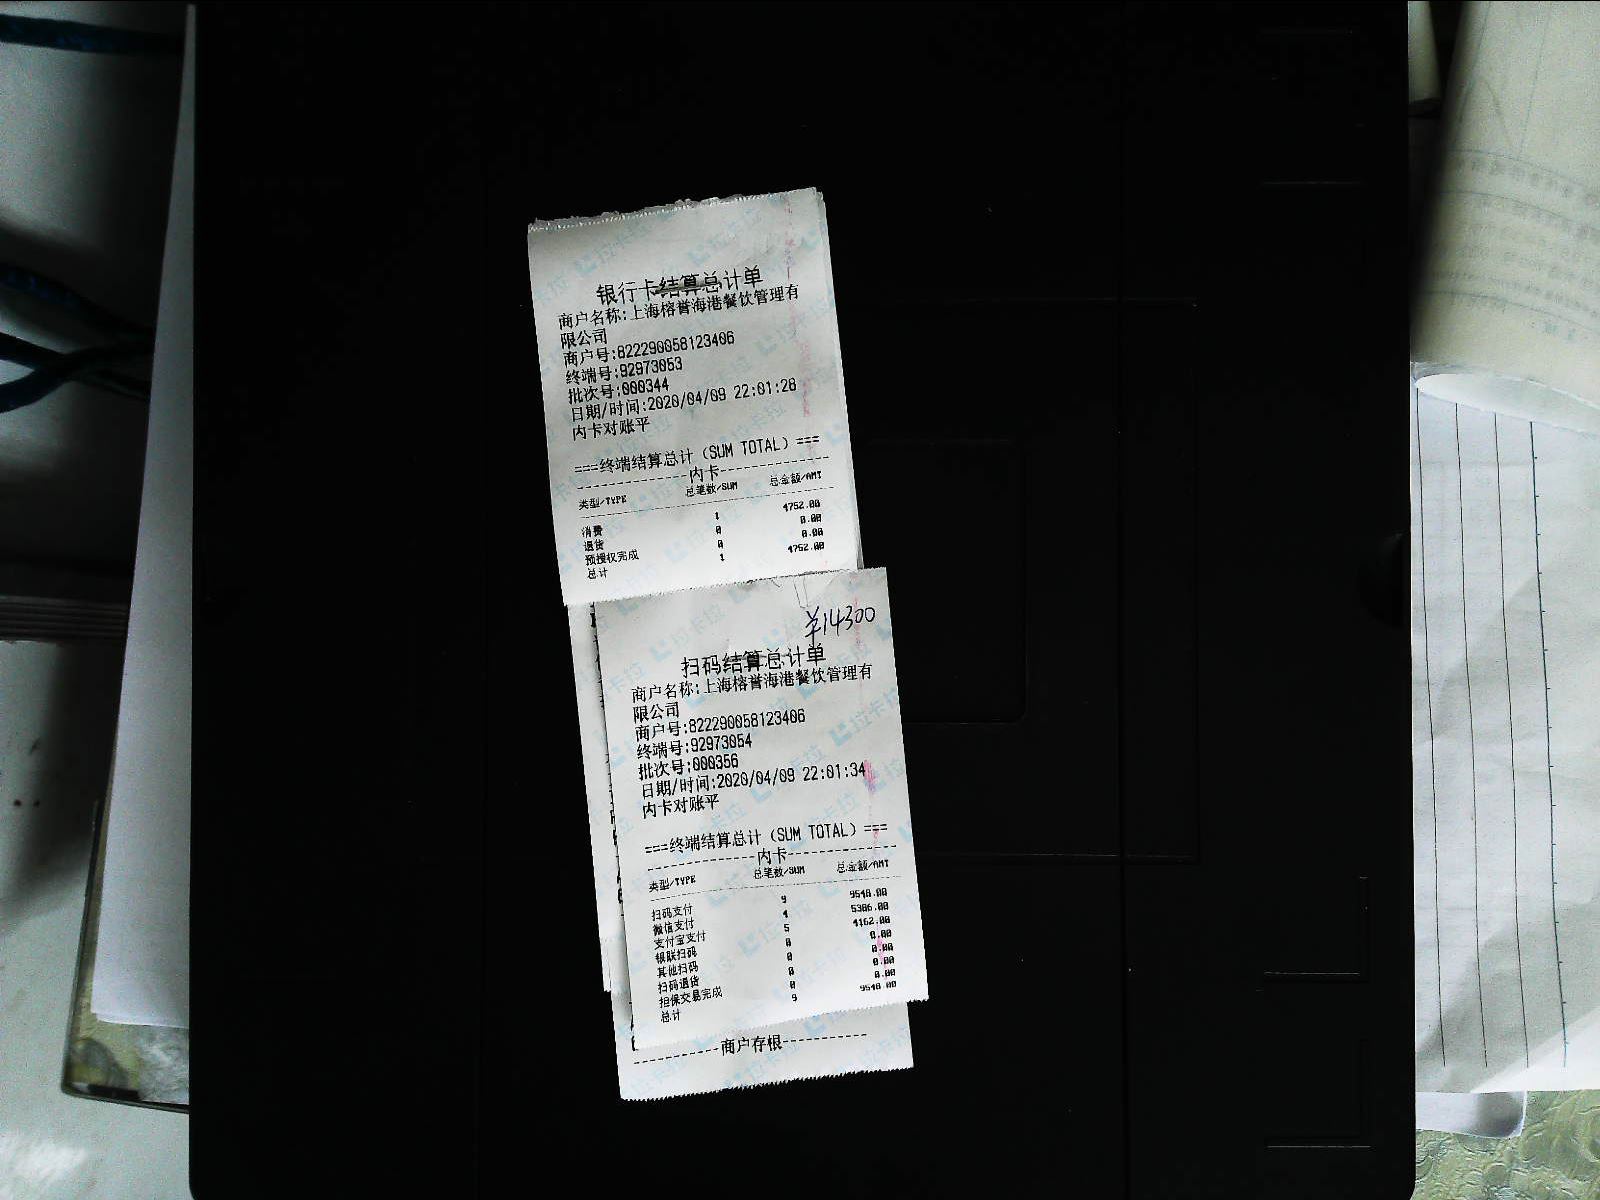 银行卡结算总计单
商户名称:上海榕誉海港餐饮管理有
限公司
商户号:822290058123406
终端号:92973053
批次号:000344
日期/时间:2020/04/09 22:01:28
内卡对账平
===终端结算总计(SUM TOTAL)===
内卡
类型/TYPE 总笔数/SUM 总金额/AMT
消费 1 4752.00
退货 0 0.00
预授权完成 0 0.00
总计 1 4752.00
¥14300
扫码结算总计单
商户名称:上海榕誉海港餐饮管理有
限公司
商户号:822290058123406
终端号:92973054
批次号:000356
日期/时间:2020/04/09 22:01:34
内卡对账平
===终端结算总计(SUM TOTAL)===
内卡
类型/TYPE 总笔数/SUM 总金额/AMT
扫码支付 9 9548.00
微信支付 4 5386.00
支付宝支付 5 4162.00
银联扫码 0 0.00
其他扫码 0 0.00
扫码退货 0 0.00
担保交易完成 0 0.00
总计 9 9548.00
商户存根